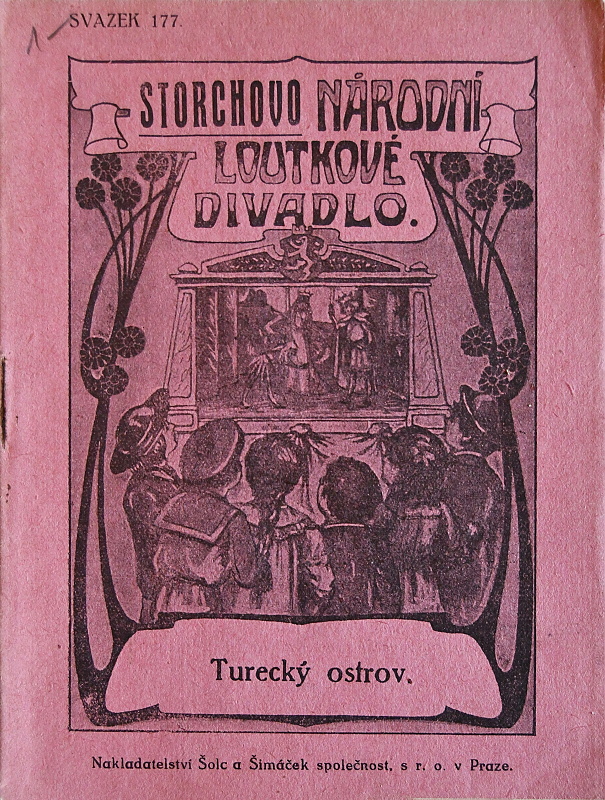 1 –
SVAZEK 177.
STORCHOVO NÁRODNÍ
LOUTKOVÉ
DIVADLO.
Turecký ostrov.
Nakladatelství Šolc a Šimáček společnost, s r. o. v Praze.